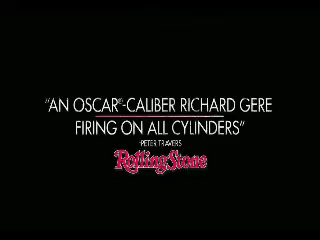 “AN OSCAR®-CALIBER RICHARD GERE
FIRING ON ALL CYLINDERS”
-PETER TRAVERS
RollingStone